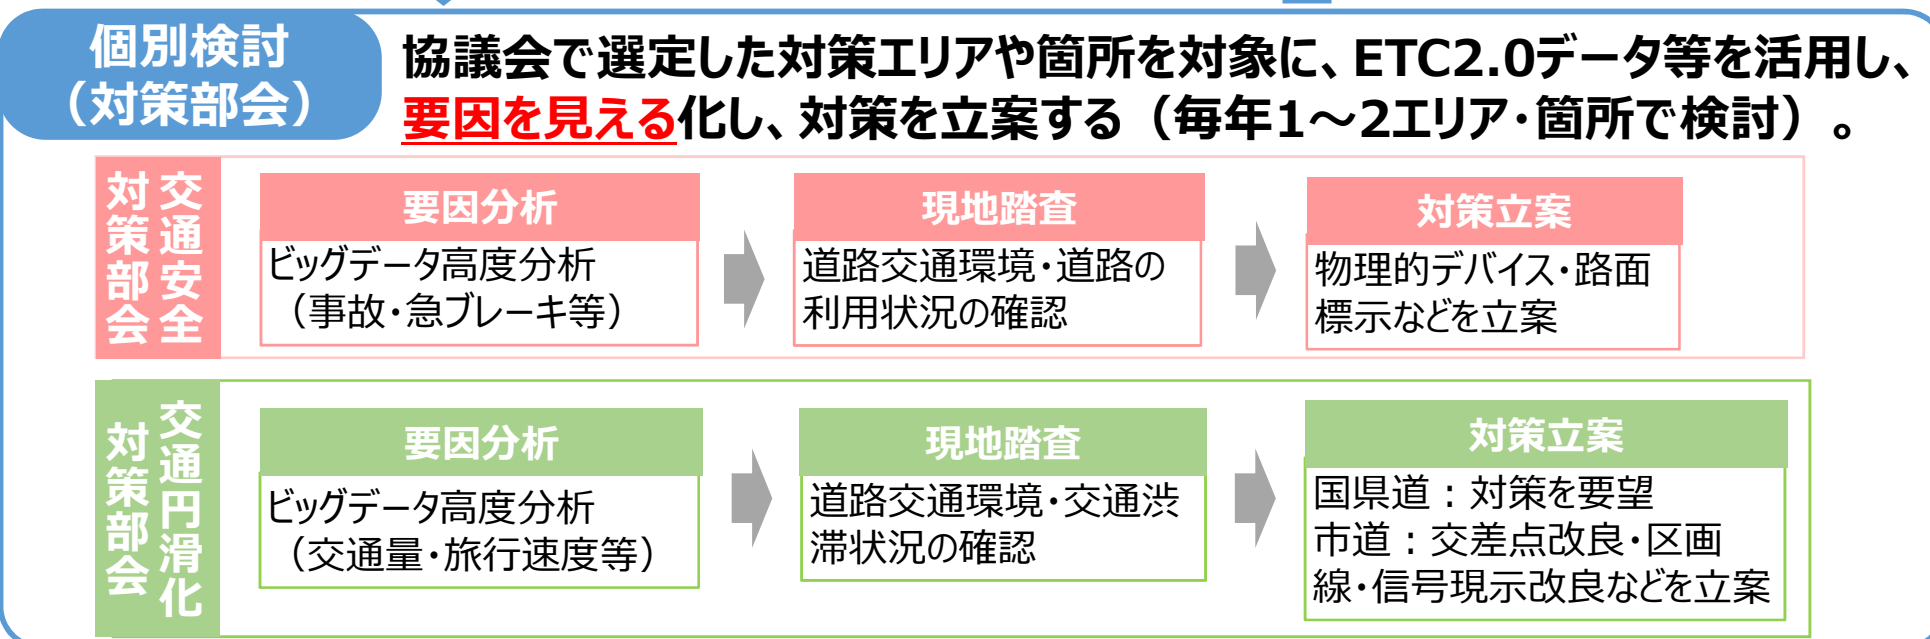 個別検討
（対策部会）
協議会で選定した対策エリアや箇所を対象に、ETC2.0データ等を活用し、
要因を見える化し、対策を立案する（毎年1～2エリア・箇所で検討）。
交通安全
対策部会
要因分析
ビッグデータ高度分析
（事故・急ブレーキ等）
現地踏査
道路交通環境・道路の
利用状況の確認
対策立案
物理的デバイス・路面
標示などを立案
交通円滑化
対策部会
要因分析
ビッグデータ高度分析
（交通量・旅行速度等）
現地踏査
道路交通環境・交通渋
滞状況の確認
対策立案
国県道：対策を要望
市道：交差点改良・区画
線・信号現示改良などを立案